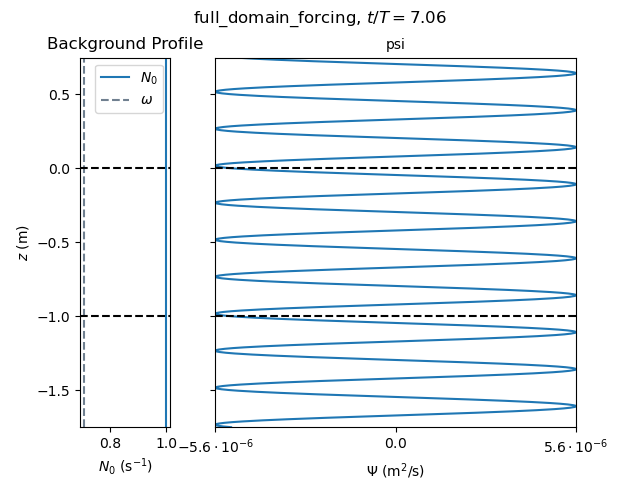 full_domain_forcing, t/T = 7.06
Background Profile
psi
N₀
ω
z (m)
0.5
0.0
−0.5
−1.0
−1.5
0.8
1.0
−5.6 · 10⁻⁶
0.0
5.6 · 10⁻⁶
N₀ (s⁻¹)
Ψ (m²/s)